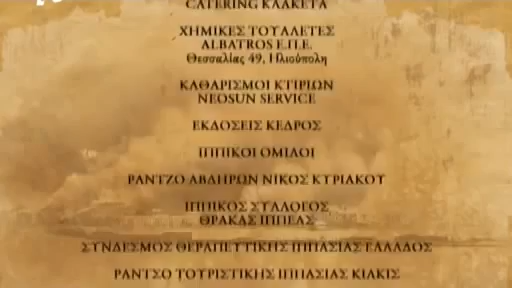 CATERING ΚΛΑΚΕΤΑ
ΧΗΜΙΚΕΣ ΤΟΥΑΛΕΤΕΣ
ALBATROS Ε.Π.Ε.
Θεσσαλίας 49, Ηλιούπολη
ΚΑΘΑΡΙΣΜΟΙ ΚΤΙΡΙΩΝ
NEOSUN SERVICE
ΕΚΔΟΣΕΙΣ ΚΕΔΡΟΣ
ΙΠΠΙΚΟΙ ΟΜΙΛΟΙ
ΡΑΝΤΖΟ ΑΒΔΗΡΩΝ ΝΙΚΟΣ ΚΥΡΙΑΚΟΥ
ΙΠΠΙΚΟΣ ΣΥΛΛΟΓΟΣ
ΘΡΑΚΑΣ ΙΠΠΕΑΣ
ΣΥΝΔΕΣΜΟΣ ΘΕΡΑΠΕΥΤΙΚΗΣ ΙΠΠΑΣΙΑΣ ΕΛΛΑΔΟΣ
ΡΑΝΤΣΟ ΤΟΥΡΙΣΤΙΚΗΣ ΙΠΠΑΣΙΑΣ ΚΙΛΚΙΣ